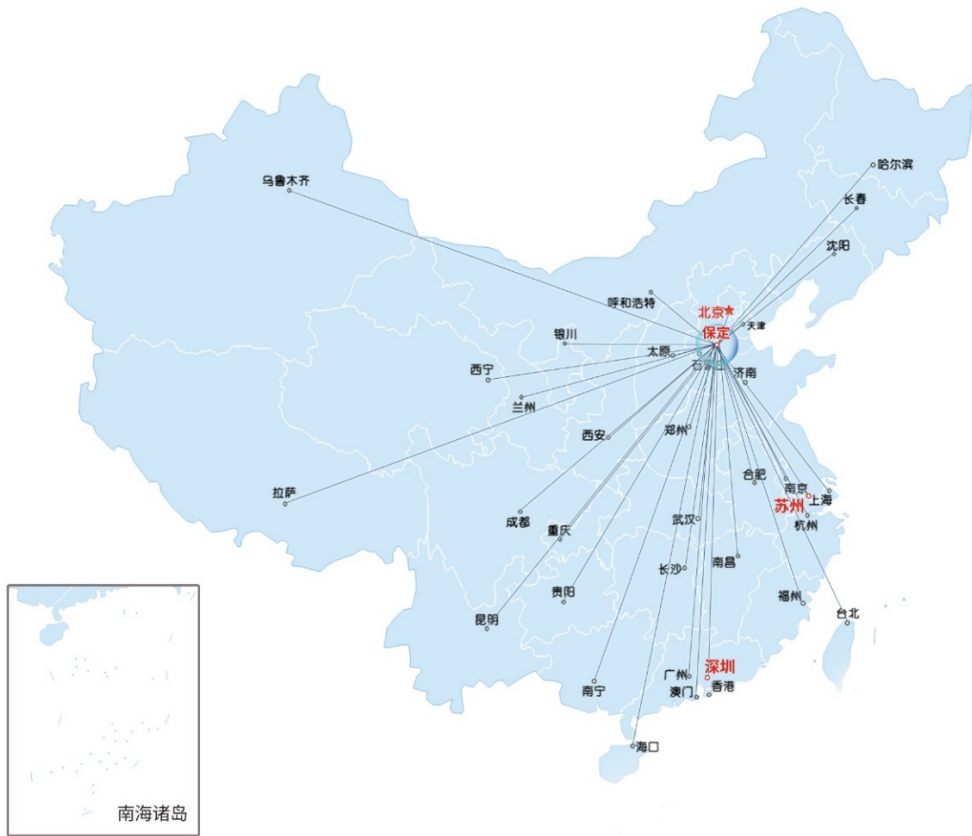 哈尔滨
乌鲁木齐
长春
沈阳
呼和浩特
北京
天津
银川
保定
太原
石
西宁
济南
兰州
郑州
西安
合肥
南京
拉萨
苏州
上海
成都
武汉
杭州
重庆
南昌
长沙
贵阳
福州
昆明
台北
深圳
广州
南宁
澳门
香港
海口
南海诸岛